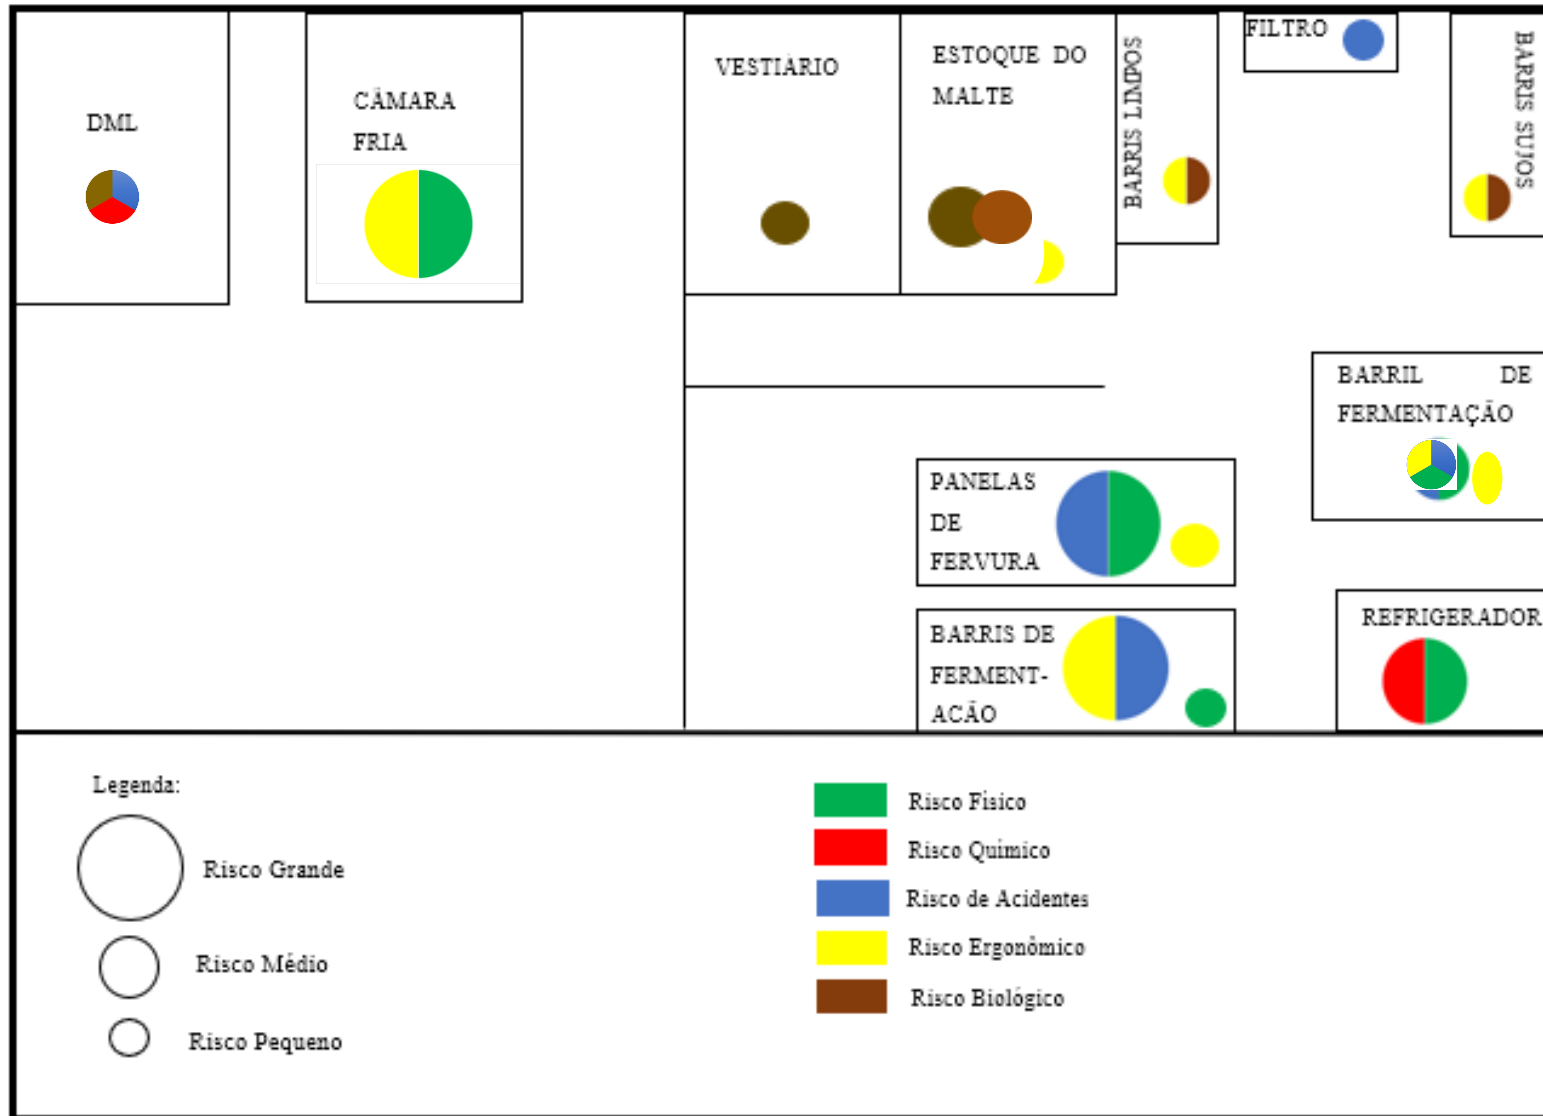 DML
CÂMARA
FRIA
VESTIÁRIO
ESTOQUE DO
MALTE
BARRIS LIMPOS
FILTRO
BARRIS SUJOS
BARRIL DE
FERMENTAÇÃO
PANELAS
DE
FERVURA
BARRIS DE
FERMENT-
ACÃO
REFRIGERADOR
Legenda:
Risco Grande
Risco Médio
Risco Pequeno
Risco Físico
Risco Químico
Risco de Acidentes
Risco Ergonômico
Risco Biológico